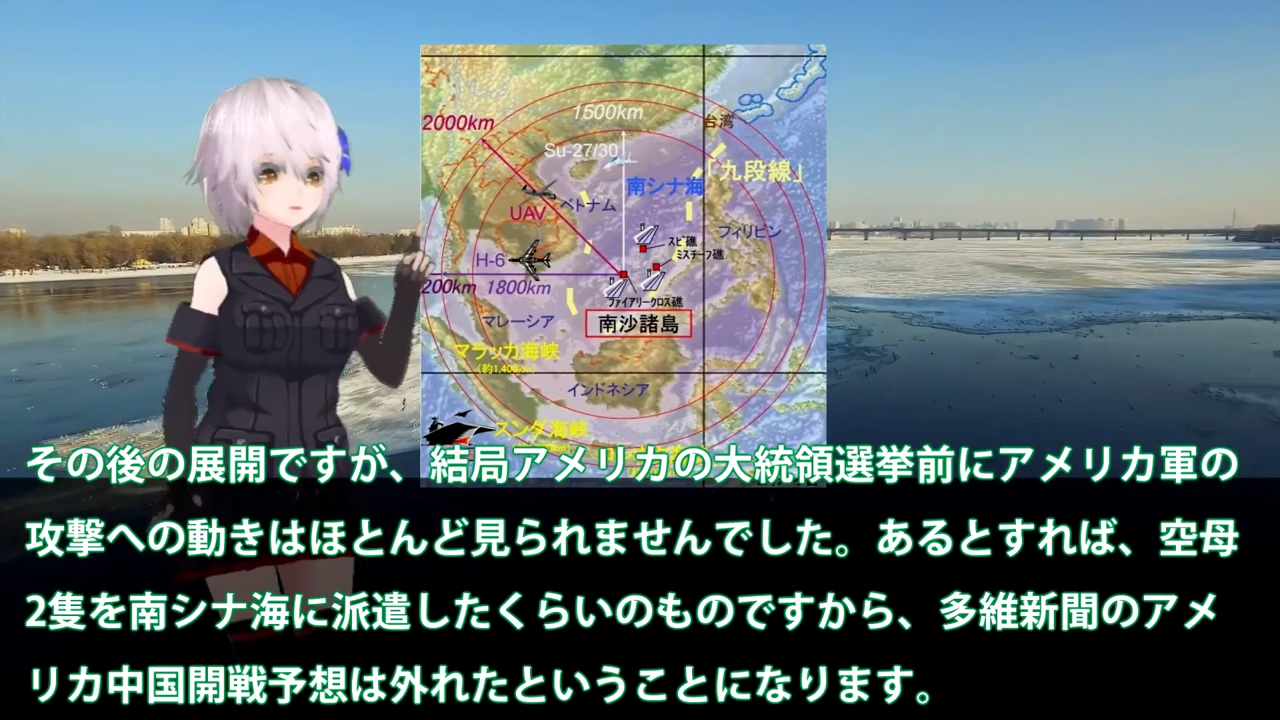 2000km
1500km
台湾
Su-27/30
「九段線」
南シナ海
UAV
ベトナム
フィリピン
スビ礁
ミスチーフ礁
H-6
200km
1800km
ファイアリークロス礁
マレーシア
南沙諸島
マラッカ海峡
インドネシア
スンダ海峡
その後の展開ですが、結局アメリカの大統領選挙前にアメリカ軍の
攻撃への動きはほとんど見られませんでした。あるとすれば、空母
2隻を南シナ海に派遣したくらいのものですから、多維新聞のアメ
リカ中国開戦予想は外れたということになります。